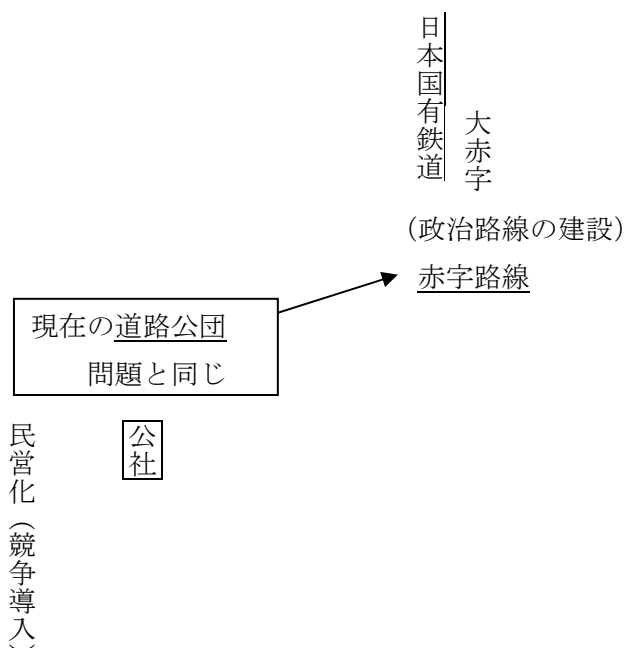 日本国有鉄道
大赤字
（政治路線の建設）
赤字路線
現在の道路公団
問題と同じ
公社
民営化（競争導入）